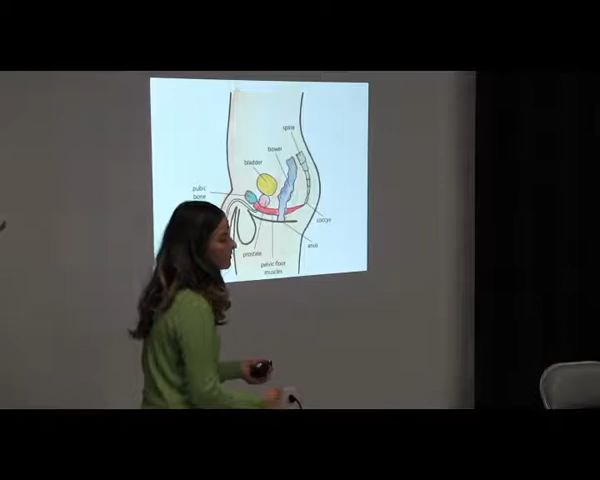 spine
bowel
bladder
pubic
bone
coccyx
anus
prostate
pelvic floor
muscles